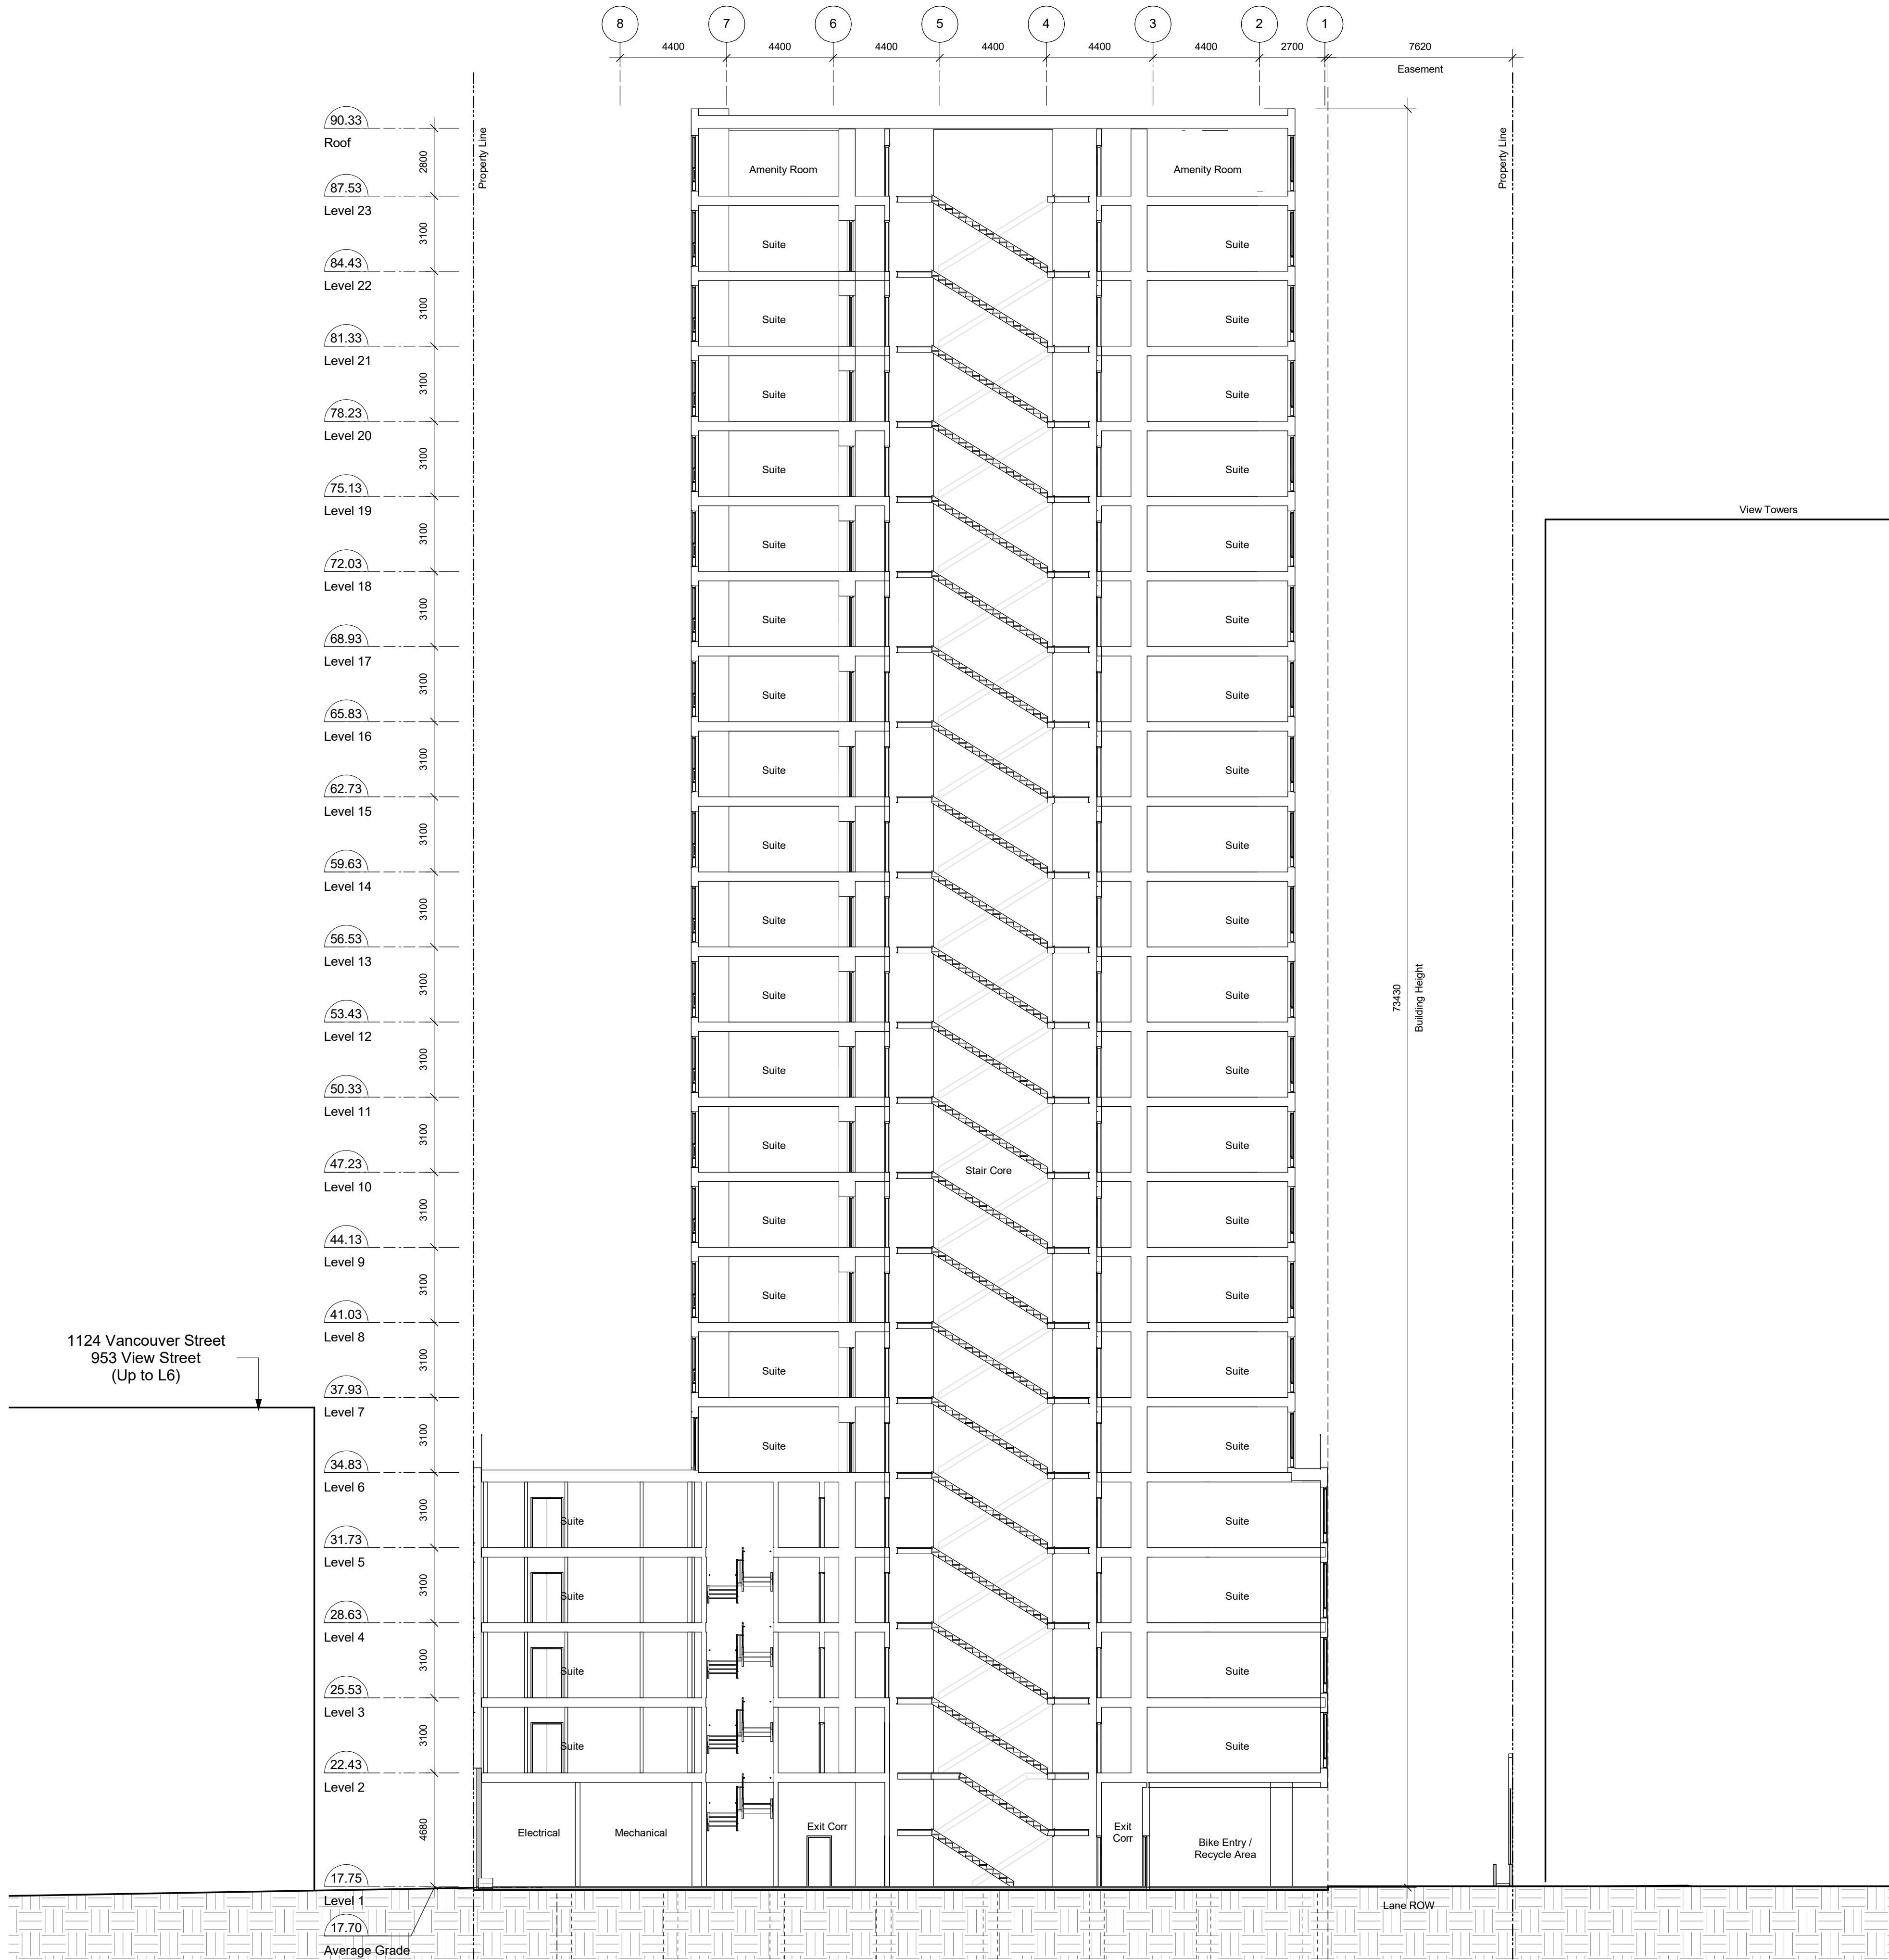 8 7 6 5 4 3 2 1
4400 4400 4400 4400 4400 4400 2700 7620
Easement
Property Line
Property Line
90.33
Roof
2800
Amenity Room
Amenity Room
87.53
Level 23
3100
Suite
Suite
84.43
Level 22
3100
Suite
Suite
81.33
Level 21
3100
Suite
Suite
78.23
Level 20
3100
Suite
Suite
75.13
Level 19
3100
Suite
Suite
View Towers
72.03
Level 18
3100
Suite
Suite
68.93
Level 17
3100
Suite
Suite
65.83
Level 16
3100
Suite
Suite
62.73
Level 15
3100
Suite
Suite
59.63
Level 14
3100
Suite
Suite
56.53
Level 13
3100
Suite
Suite
73430
Building Height
53.43
Level 12
3100
Suite
Suite
50.33
Level 11
3100
Suite
Suite
Stair Core
47.23
Level 10
3100
Suite
Suite
44.13
Level 9
3100
Suite
Suite
41.03
Level 8
3100
Suite
Suite
1124 Vancouver Street
953 View Street
(Up to L6)
37.93
Level 7
3100
Suite
Suite
34.83
Level 6
3100
Suite
Suite
31.73
Level 5
3100
Suite
Suite
28.63
Level 4
3100
Suite
Suite
25.53
Level 3
3100
Suite
Suite
22.43
Level 2
4680
Electrical
Mechanical
Exit Corr
Exit
Corr
Bike Entry /
Recycle Area
17.75
Level 1
Lane ROW
17.70
Average Grade